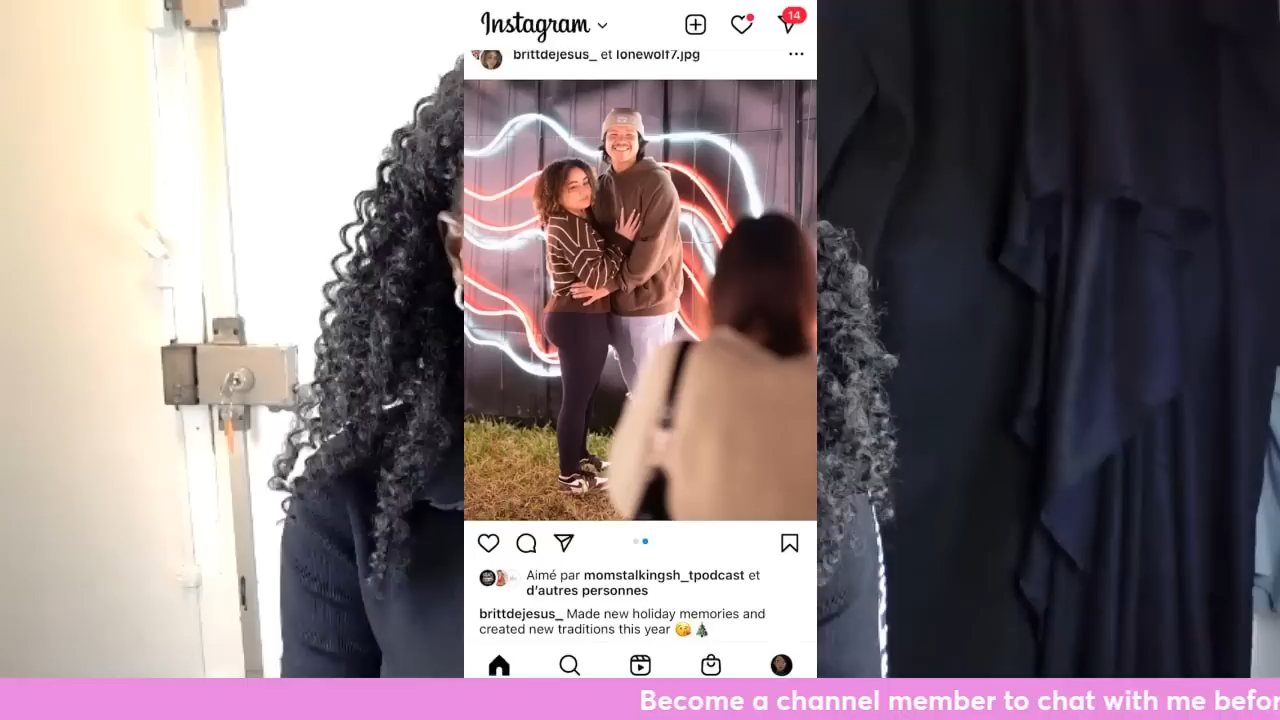 Instagram
14
brittdejesus_ et lonewolf7.jpg
Aimé par momstalkingsh_tpodcast et
d'autres personnes
brittdejesus_ Made new holiday memories and
created new traditions this year 😘🎄
Become a channel member to chat with me befor